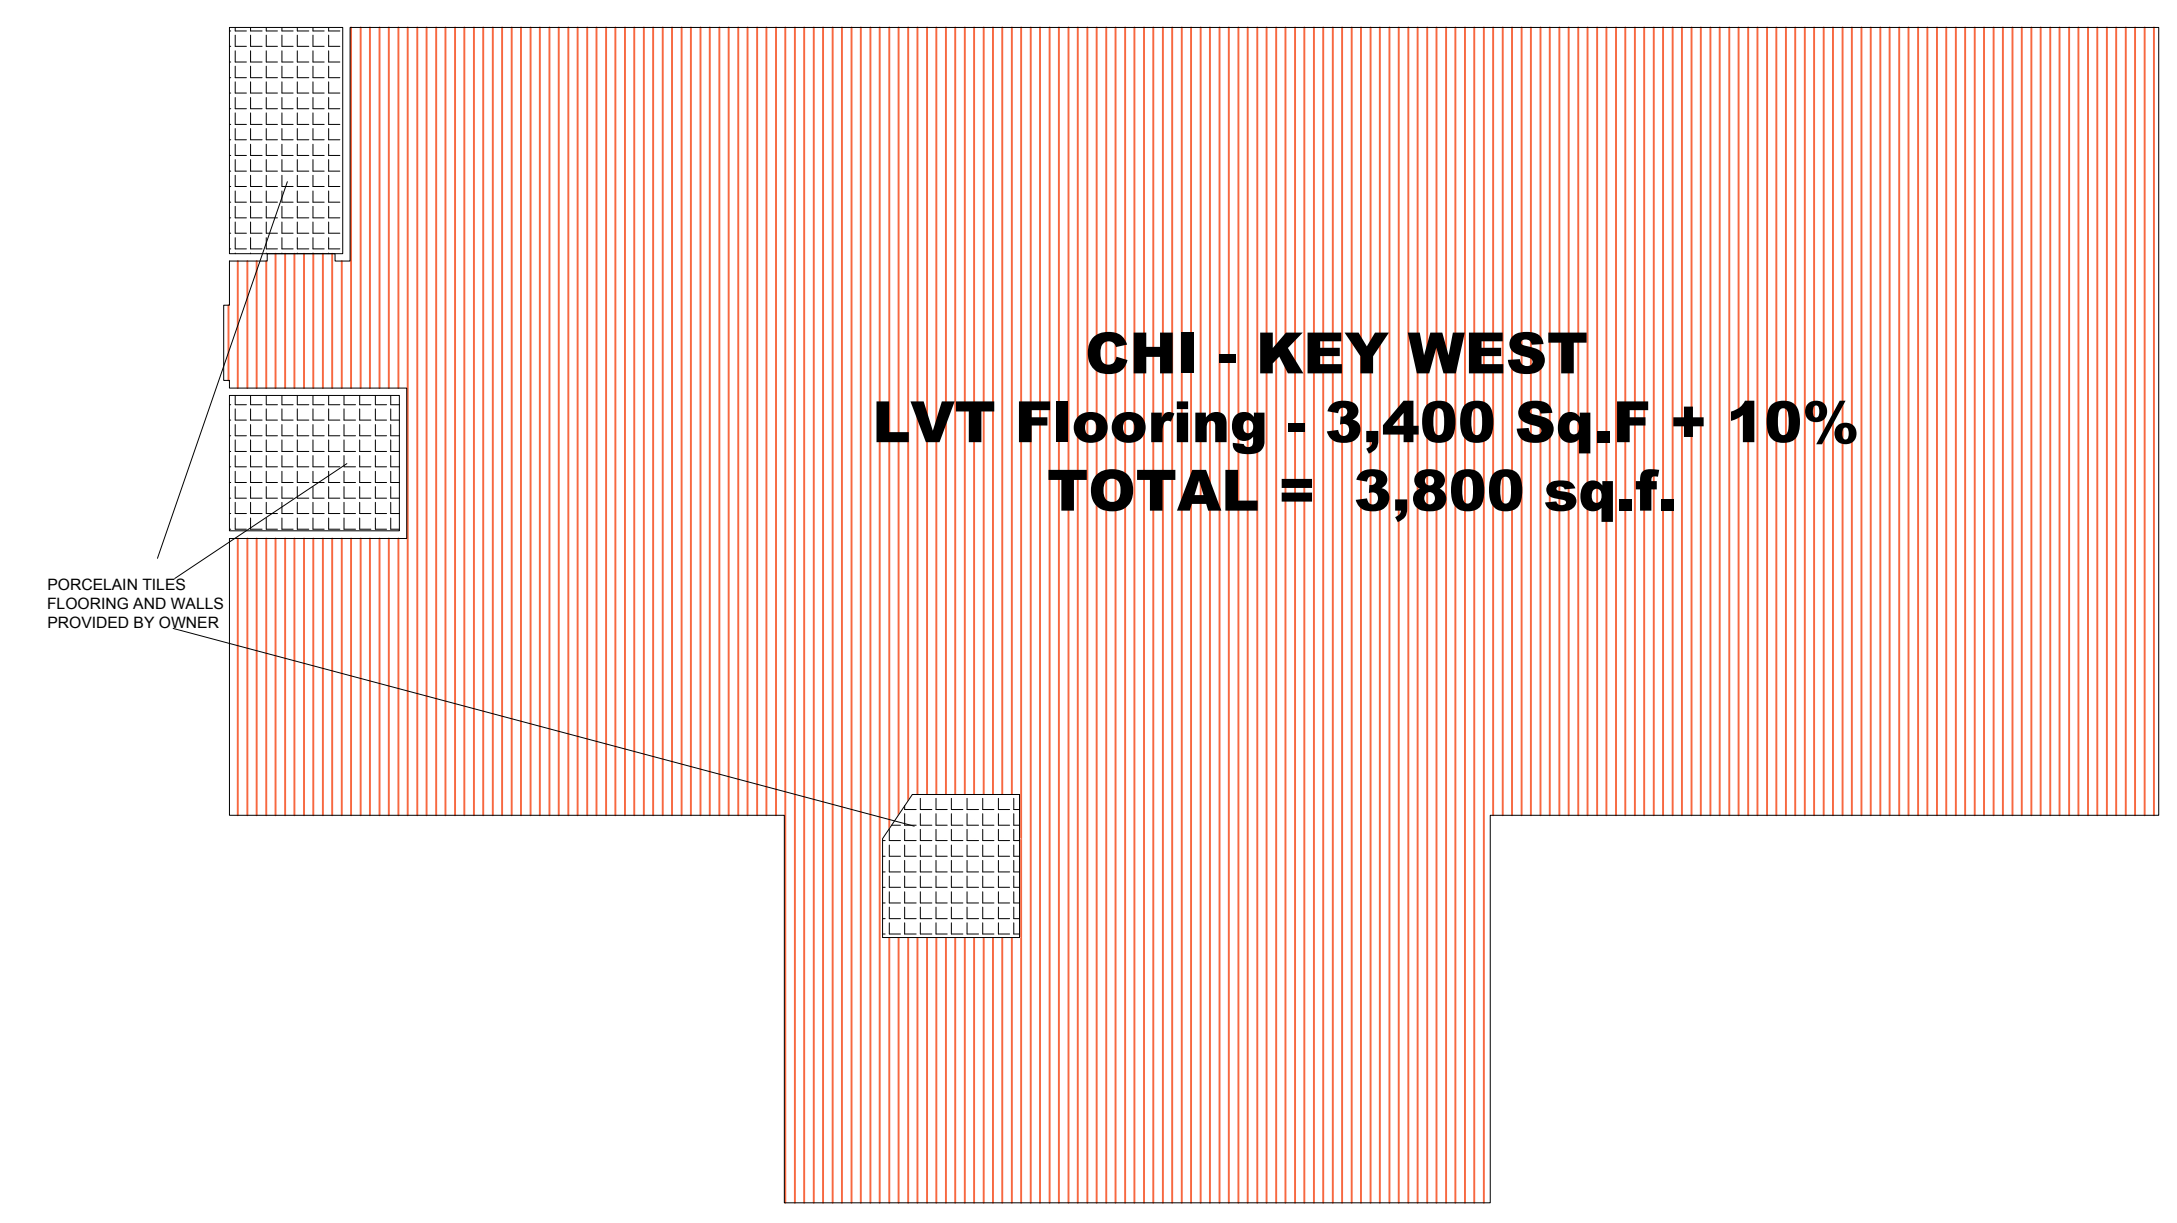 CHI - KEY WEST
LVT Flooring - 3,400 Sq.F + 10%
TOTAL = 3,800 sq.f.
PORCELAIN TILES
FLOORING AND WALLS
PROVIDED BY OWNER